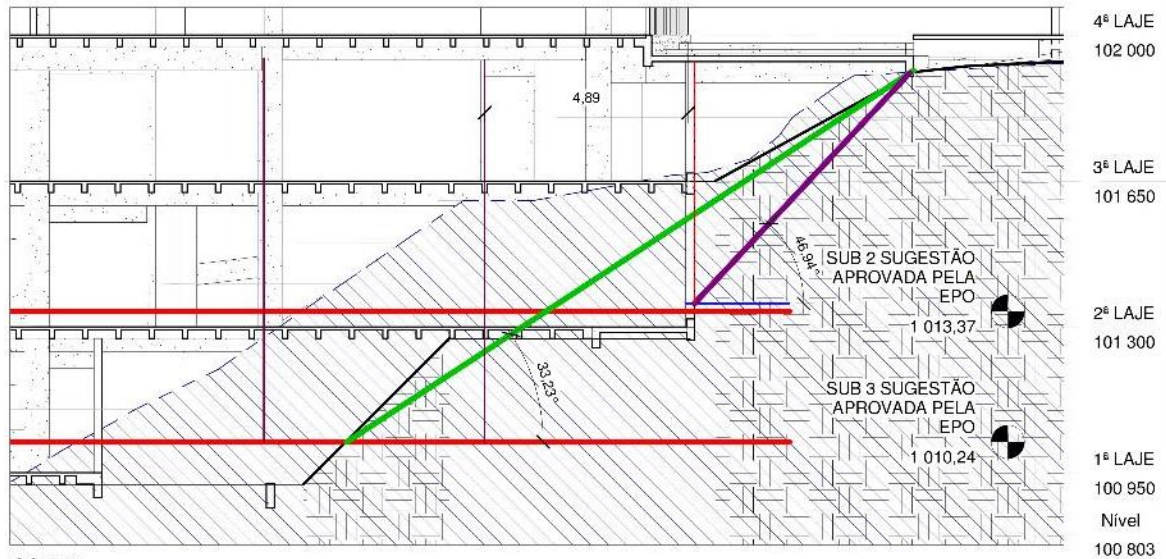 4ª LAJE
102 000
4,89
3ª LAJE
101 650
46,94°
SUB 2 SUGESTÃO
APROVADA PELA
EPO
1 013,37
2ª LAJE
101 300
33,23°
SUB 3 SUGESTÃO
APROVADA PELA
EPO
1 010,24
1ª LAJE
100 950
Nível
100 803